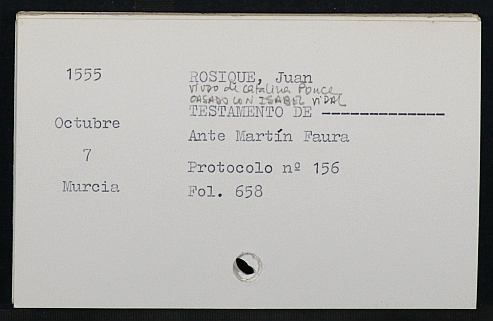 1555
ROSIQUE, Juan
viudo de Catalina Ponce
CASADO CON ISABEL VIDAL
TESTAMENTO DE --------------
Octubre
Ante Martín Faura
7
Protocolo nº 156
Murcia
Fol. 658